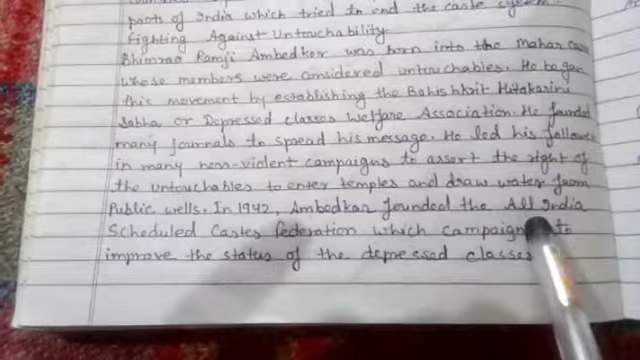 parts of India which tried to end the caste system
Fighting Against Untouchability.
Bhimrao Ramji Ambedkar was born into the Mahar Caste
whose members were considered untouchables. He began
this movement by establishing the Bahishkrit Hitakarini
Sabha or Depressed classes Welfare Association. He founded
many journals to spread his message. He led his followers
in many non-violent campaigns to assert the right of
the untouchables to enter temples and draw water from
Public wells. In 1942, Ambedkar founded the All India
Scheduled Castes federation which campaign to
improve the status of the depressed classes